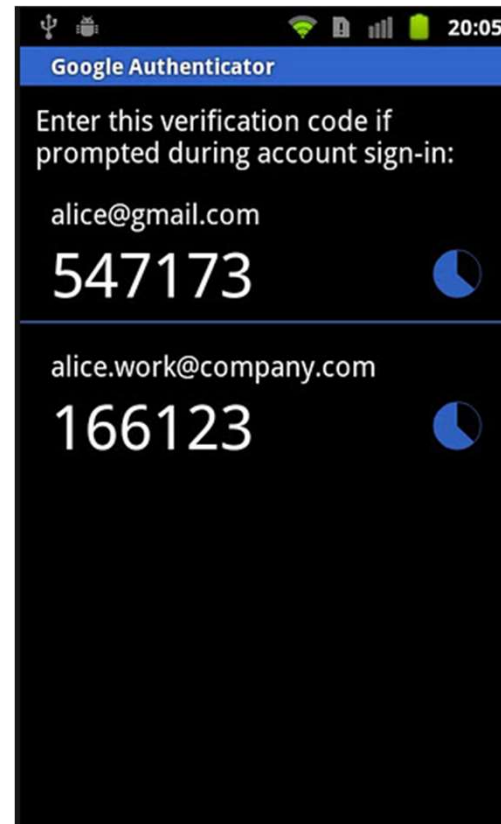 20:05
Google Authenticator
Enter this verification code if
prompted during account sign-in:
alice@gmail.com
547173
alice.work@company.com
166123